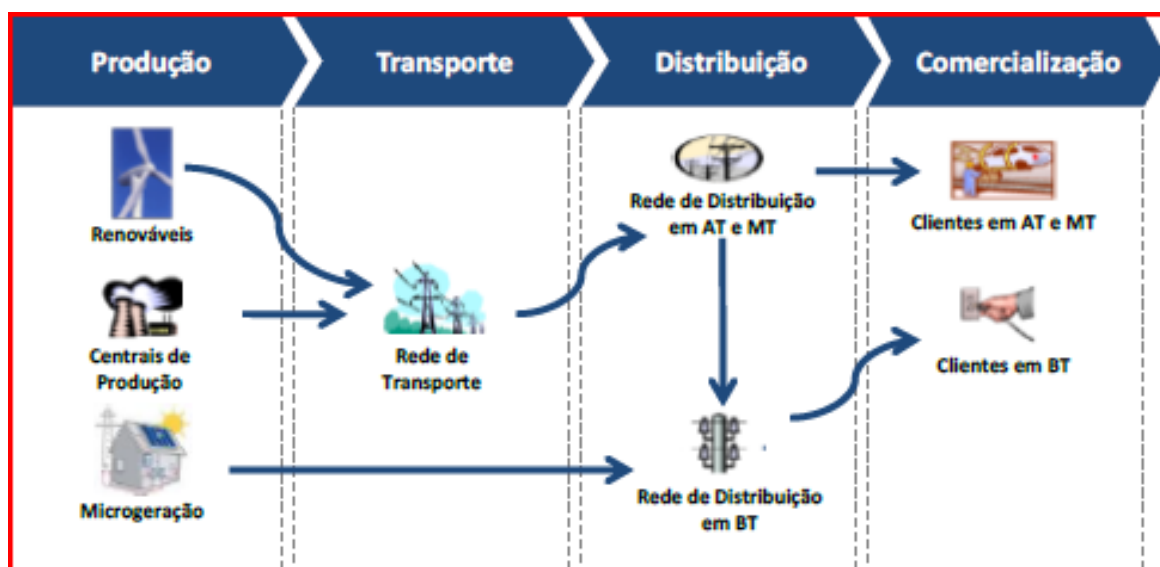 Produção
Transporte
Distribuição
Comercialização
Renováveis
Centrais de
Produção
Microgeração
Rede de
Transporte
Rede de Distribuição
em AT e MT
Rede de Distribuição
em BT
Clientes em AT e MT
Clientes em BT